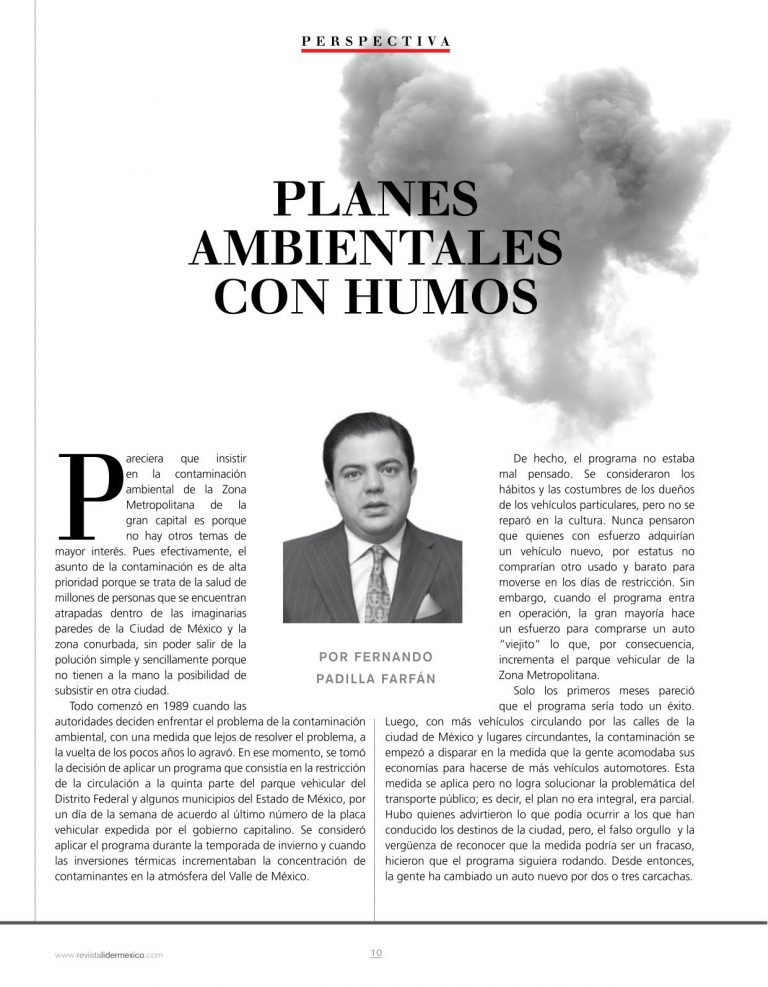 PERSPECTIVA
PLANES
AMBIENTALES
CON HUMOS
Pareciera que insistir
en la contaminación
ambiental de la Zona
Metropolitana de la
gran capital es porque
no hay otros temas de
mayor interés. Pues efectivamente, el
asunto de la contaminación es de alta
prioridad porque se trata de la salud de
millones de personas que se encuentran
atrapadas dentro de las imaginarias
paredes de la Ciudad de México y la
zona conurbada, sin poder salir de la
polución simple y sencillamente porque
no tienen a la mano la posibilidad de
subsistir en otra ciudad.
Todo comenzó en 1989 cuando las
autoridades deciden enfrentar el problema de la contaminación
ambiental, con una medida que lejos de resolver el problema, a
la vuelta de los pocos años lo agravó. En ese momento, se tomó
la decisión de aplicar un programa que consistía en la restricción
de la circulación a la quinta parte del parque vehicular del
Distrito Federal y algunos municipios del Estado de México, por
un día de la semana de acuerdo al último número de la placa
vehicular expedida por el gobierno capitalino. Se consideró
aplicar el programa durante la temporada de invierno y cuando
las inversiones térmicas incrementaban la concentración de
contaminantes en la atmósfera del Valle de México.
POR FERNANDO
PADILLA FARFÁN
De hecho, el programa no estaba
mal pensado. Se consideraron los
hábitos y las costumbres de los dueños
de los vehículos particulares, pero no se
reparó en la cultura. Nunca pensaron
que quienes con esfuerzo adquirían
un vehículo nuevo, por estatus no
comprarían otro usado y barato para
moverse en los días de restricción. Sin
embargo, cuando el programa entra
en operación, la gran mayoría hace
un esfuerzo para comprarse un auto
“viejito” lo que, por consecuencia,
incrementa el parque vehicular de la
Zona Metropolitana.
Solo los primeros meses pareció
que el programa sería todo un éxito.
Luego, con más vehículos circulando por las calles de la
ciudad de México y lugares circundantes, la contaminación se
empezó a disparar en la medida que la gente acomodaba sus
economías para hacerse de más vehículos automotores. Esta
medida se aplica pero no logra solucionar la problemática del
transporte público; es decir, el plan no era integral, era parcial.
Hubo quienes advirtieron lo que podía ocurrir a los que han
conducido los destinos de la ciudad, pero, el falso orgullo y la
vergüenza de reconocer que la medida podría ser un fracaso,
hicieron que el programa siguiera rodando. Desde entonces,
la gente ha cambiado un auto nuevo por dos o tres carcachas.
www.revistalidermexico.com
10